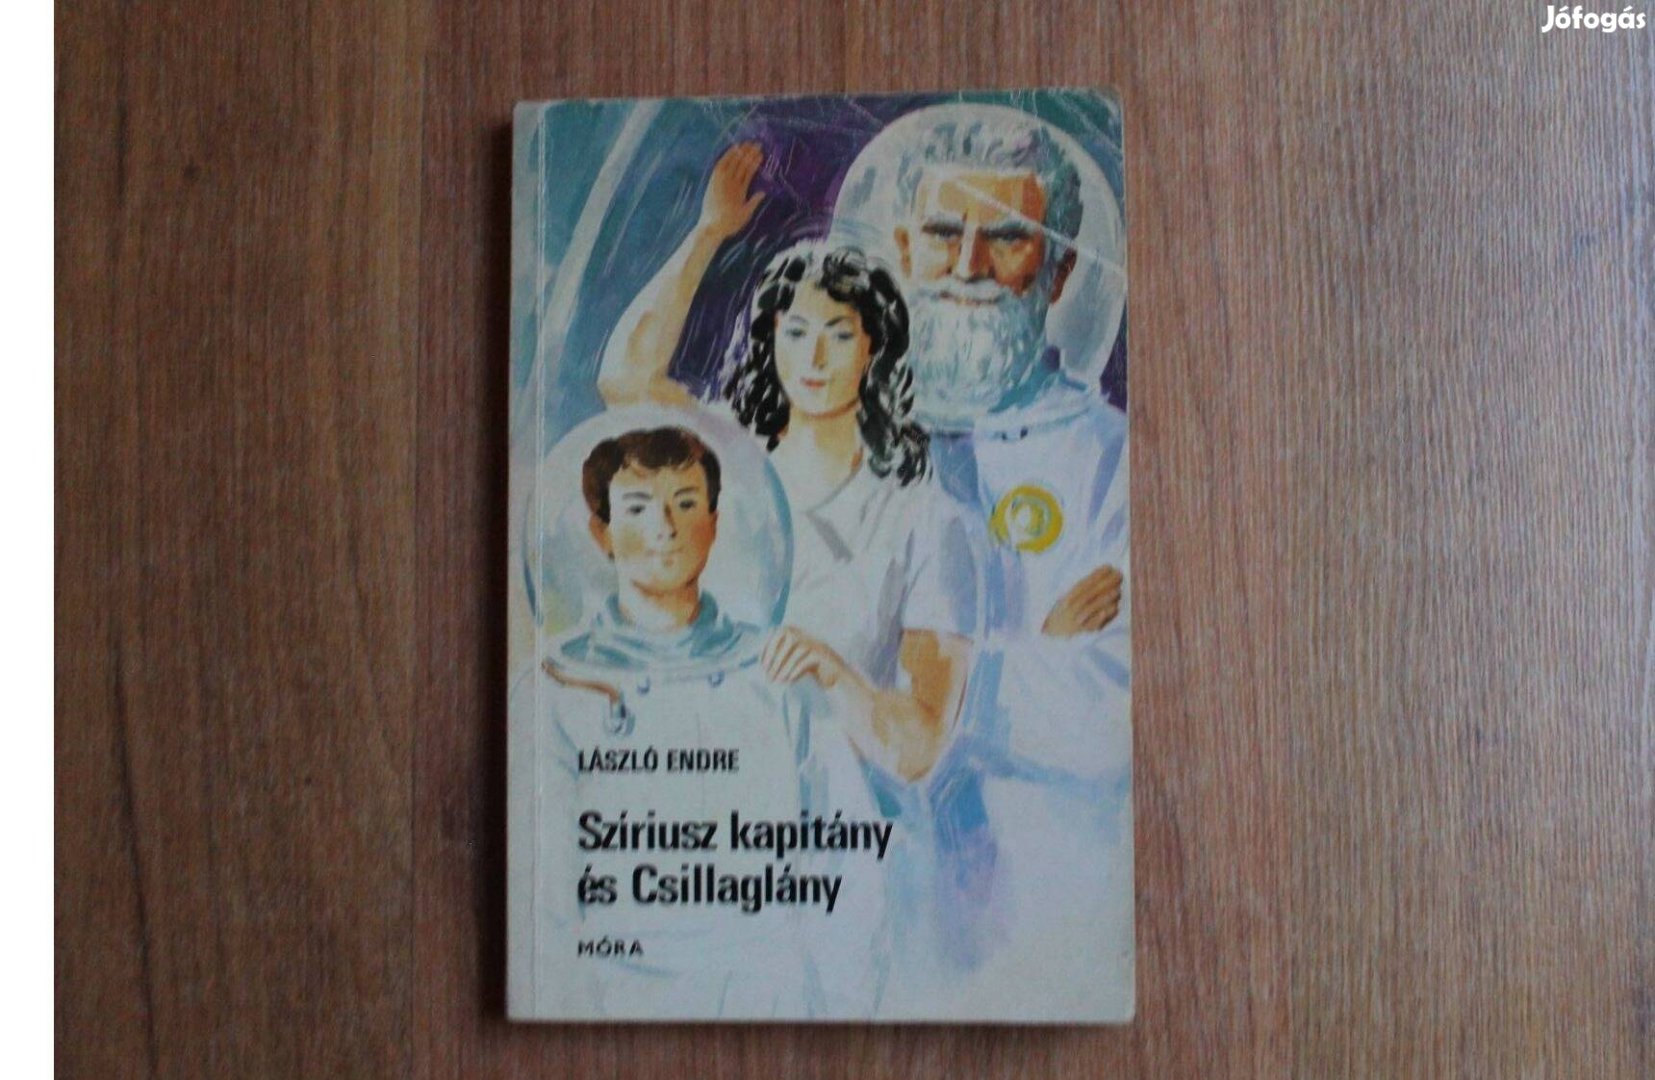 Jófogás
LÁSZLÓ ENDRE
Szíriusz kapitány
és Csillaglány
MÓRA